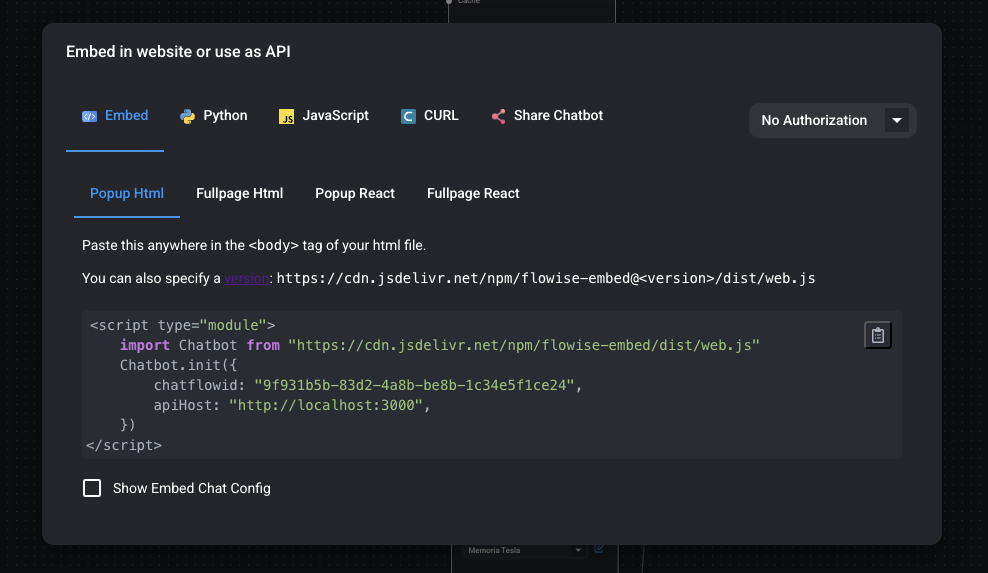 Cache
Embed in website or use as API
Embed Python JavaScript CURL Share Chatbot No Authorization
Popup Html Fullpage Html Popup React Fullpage React
Paste this anywhere in the <body> tag of your html file.
You can also specify a version: https://cdn.jsdelivr.net/npm/flowise-embed@<version>/dist/web.js
<script type="module">
    import Chatbot from "https://cdn.jsdelivr.net/npm/flowise-embed/dist/web.js"
    Chatbot.init({
        chatflowid: "9f931b5b-83d2-4a8b-be8b-1c34e5f1ce24",
        apiHost: "http://localhost:3000",
    })
</script>
Show Embed Chat Config
Memoria Tesla